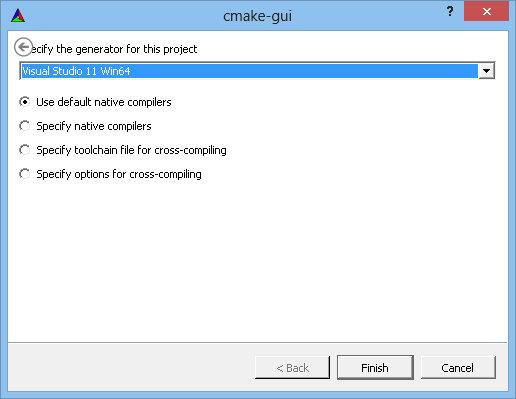 cmake-gui
?
ecify the generator for this project
Visual Studio 11 Win64
Use default native compilers
Specify native compilers
Specify toolchain file for cross-compiling
Specify options for cross-compiling
< Back
Finish
Cancel